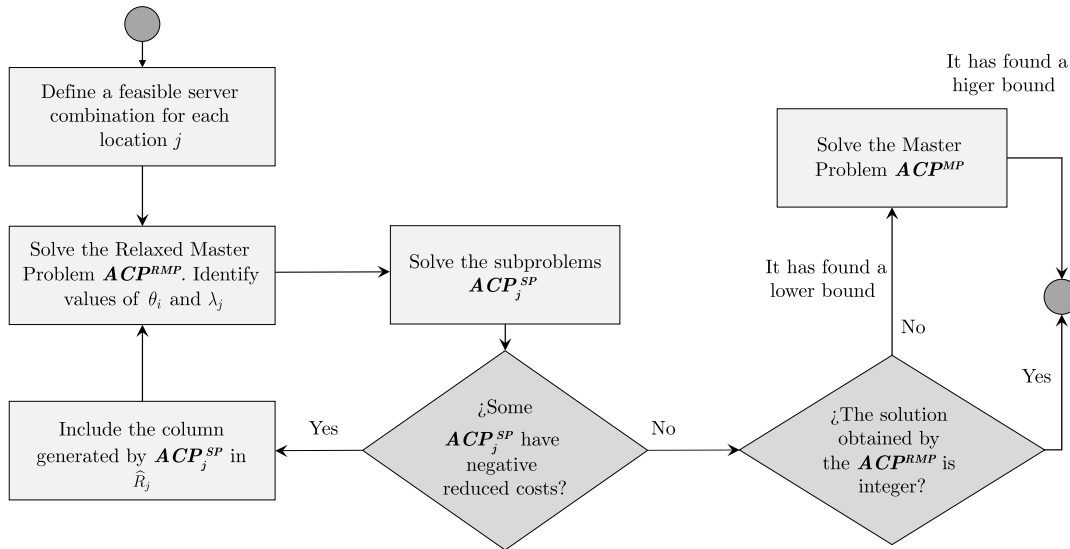 Define a feasible server
combination for each
location j
Solve the Relaxed Master
Problem ACP^RMP. Identify
values of θ_i and λ_j
Include the column
generated by ACP_j^SP in
R̂_j
Solve the subproblems
ACP_j^SP
¿Some
ACP_j^SP have
negative
reduced costs?
Yes
No
¿The solution
obtained by
the ACP^RMP is
integer?
No
Yes
It has found a
lower bound
Solve the Master
Problem ACP^MP
It has found a
higer bound